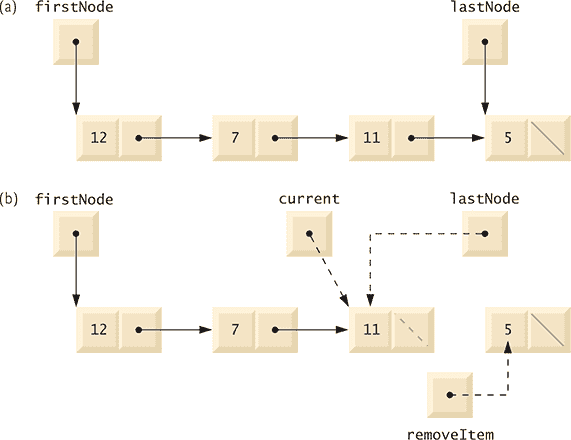 (a) firstNode lastNode
12 7 11 5
(b) firstNode current lastNode
12 7 11 5
removeItem